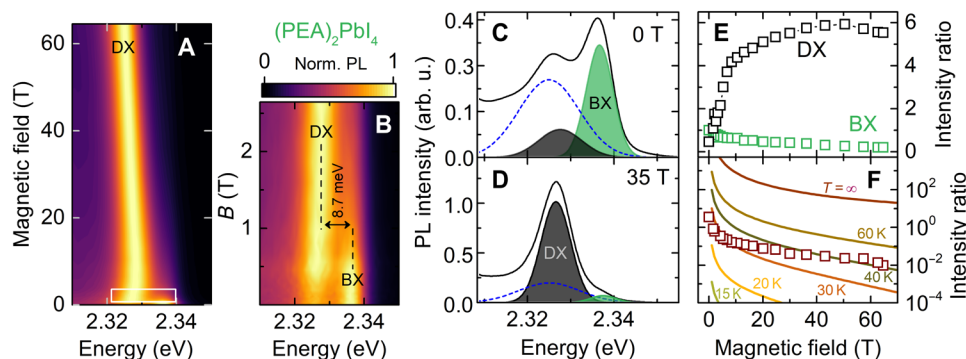 Magnetic field (T)
60
40
20
0
DX
A
2.32
2.34
Energy (eV)
(PEA)₂PbI₄
0
1
Norm. PL
B (T)
2
1
DX
B
8.7 meV
BX
2.32
2.34
Energy (eV)
PL intensity (arb. u.)
C
0 T
0.4
0.3
0.1
0.0
BX
D
35 T
1.0
0.5
0.0
DX
2.32
2.34
Energy (eV)
E
DX
BX
6
4
2
0
Intensity ratio
F
T = ∞
60 K
40 K
30 K
20 K
15 K
10²
10⁰
10⁻²
10⁻⁴
Intensity ratio
0
20
40
60
Magnetic field (T)